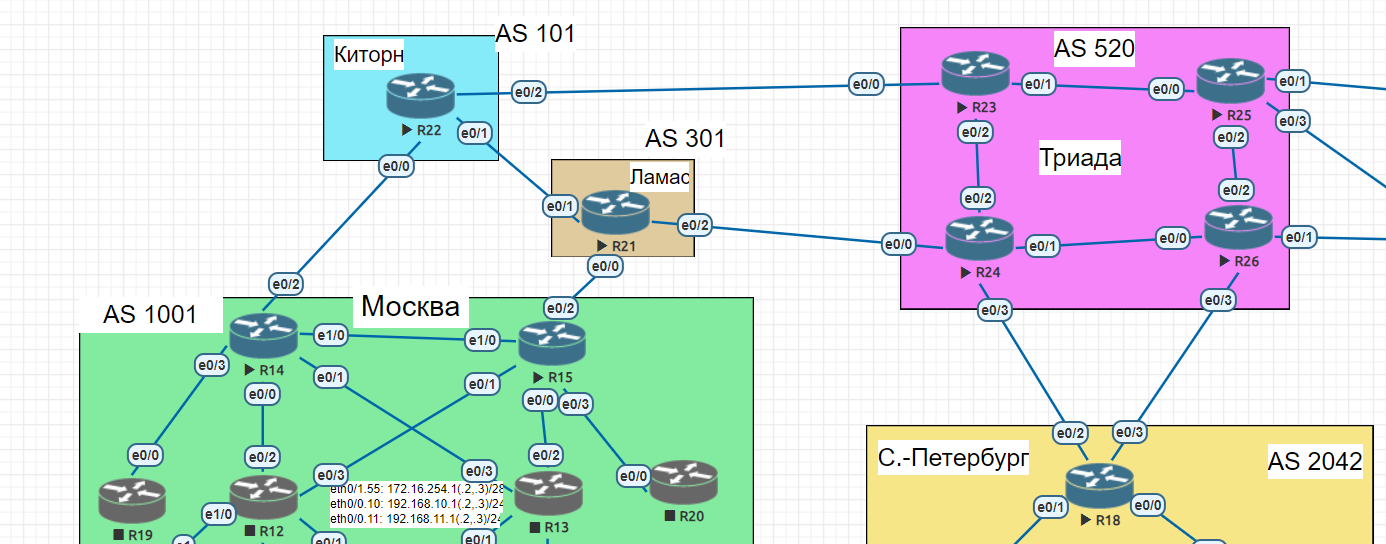 AS 101
AS 520
Киторн
e0/2
e0/0
R23
e0/1
e0/0
R25
e0/1
e0/3
R22
e0/1
e0/2
e0/2
AS 301
Триада
e0/0
Ламас
e0/1
R21
e0/2
e0/2
e0/2
e0/0
R24
e0/1
e0/0
R26
e0/1
e0/0
e0/2
e0/2
e0/3
e0/3
AS 1001
Москва
R14
e1/0
e1/0
R15
e0/3
e0/0
e0/1
e0/1
e0/0
e0/3
e0/2
e0/3
С.-Петербург
AS 2042
e0/0
e0/2
e0/3
e0/3
e0/2
e0/0
eth0/1.55: 172.16.254.1(.2,.3)/28
eth0/0.10: 192.168.10.1(.2,.3)/24
eth0/0.11: 192.168.11.1(.2,.3)/24
R19
e1/0
R12
R13
R20
e0/1
R18
e0/0
e0/1
e0/1